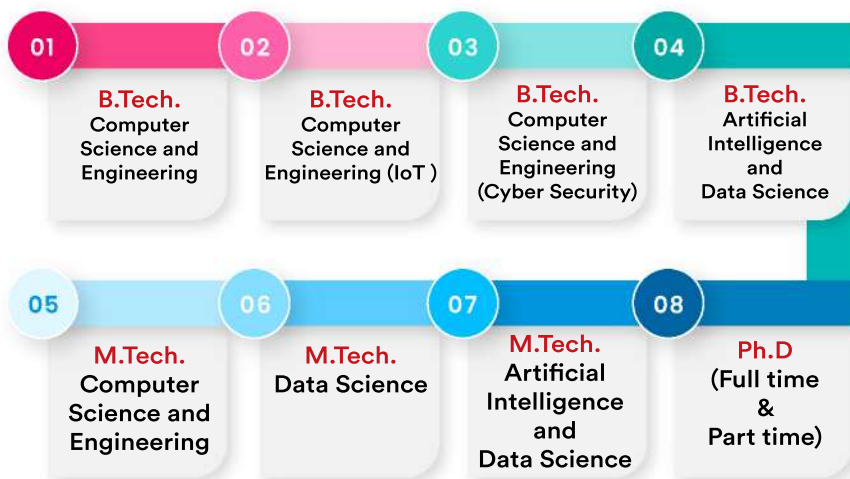 01
B.Tech.
Computer
Science and
Engineering
02
B.Tech.
Computer
Science and
Engineering (IoT )
03
B.Tech.
Computer
Science and
Engineering
(Cyber Security)
04
B.Tech.
Artificial
Intelligence
and
Data Science
05
M.Tech.
Computer
Science and
Engineering
06
M.Tech.
Data Science
07
M.Tech.
Artificial
Intelligence
and
Data Science
08
Ph.D
(Full time
&
Part time)